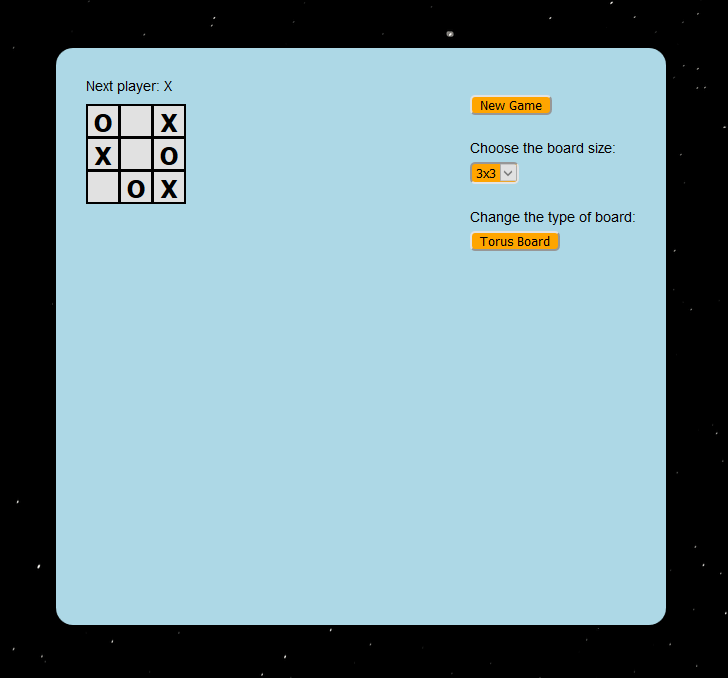 Next player: X
O X
X O
O X
New Game
Choose the board size:
3x3
Change the type of board:
Torus Board